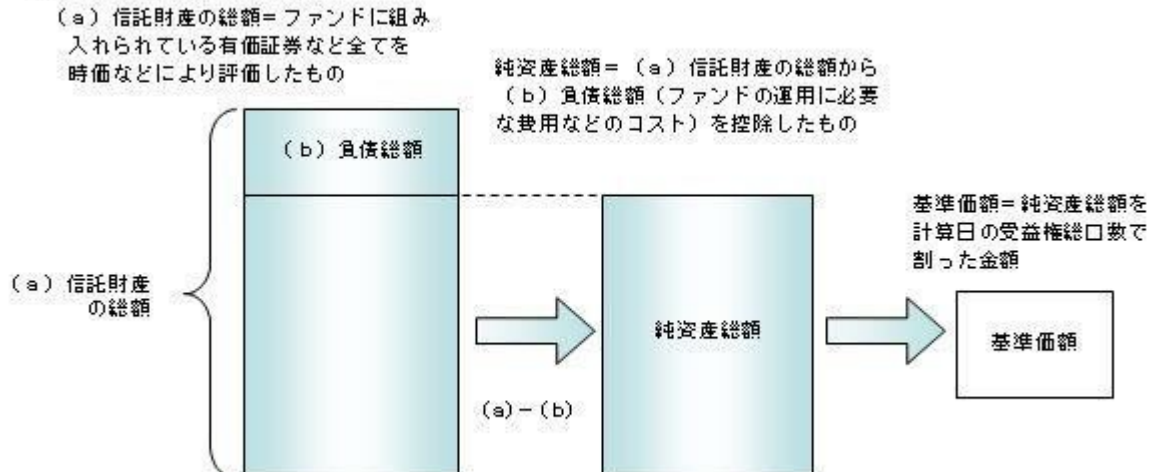 (a)信託財産の総額=ファンドに組み
入れられている有価証券など全てを
時価などにより評価したもの
純資産総額=(a)信託財産の総額から
(b)負債総額(ファンドの運用に必要
な費用などのコスト)を控除したもの
(b)負債総額
基準価額=純資産総額を
計算日の受益権総口数で
割った金額
(a)信託財産
の総額
純資産総額
基準価額
(a)-(b)